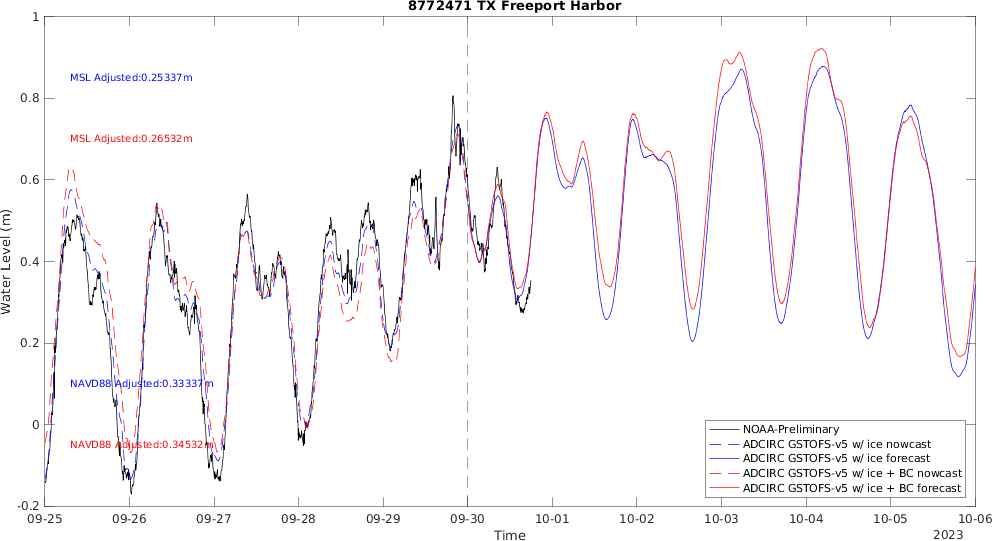 8772471 TX Freeport Harbor
1
0.8
0.6
0.4
0.2
0
-0.2
Water Level (m)
MSL Adjusted:0.25337m
MSL Adjusted:0.26532m
NAVD88 Adjusted:0.33337m
NAVD88 Adjusted:0.34532m
NOAA-Preliminary
ADCIRC GSTOFS-v5 w/ ice nowcast
ADCIRC GSTOFS-v5 w/ ice forecast
ADCIRC GSTOFS-v5 w/ ice + BC nowcast
ADCIRC GSTOFS-v5 w/ ice + BC forecast
09-25 09-26 09-27 09-28 09-29 09-30 10-01 10-02 10-03 10-04 10-05 10-06
Time
2023